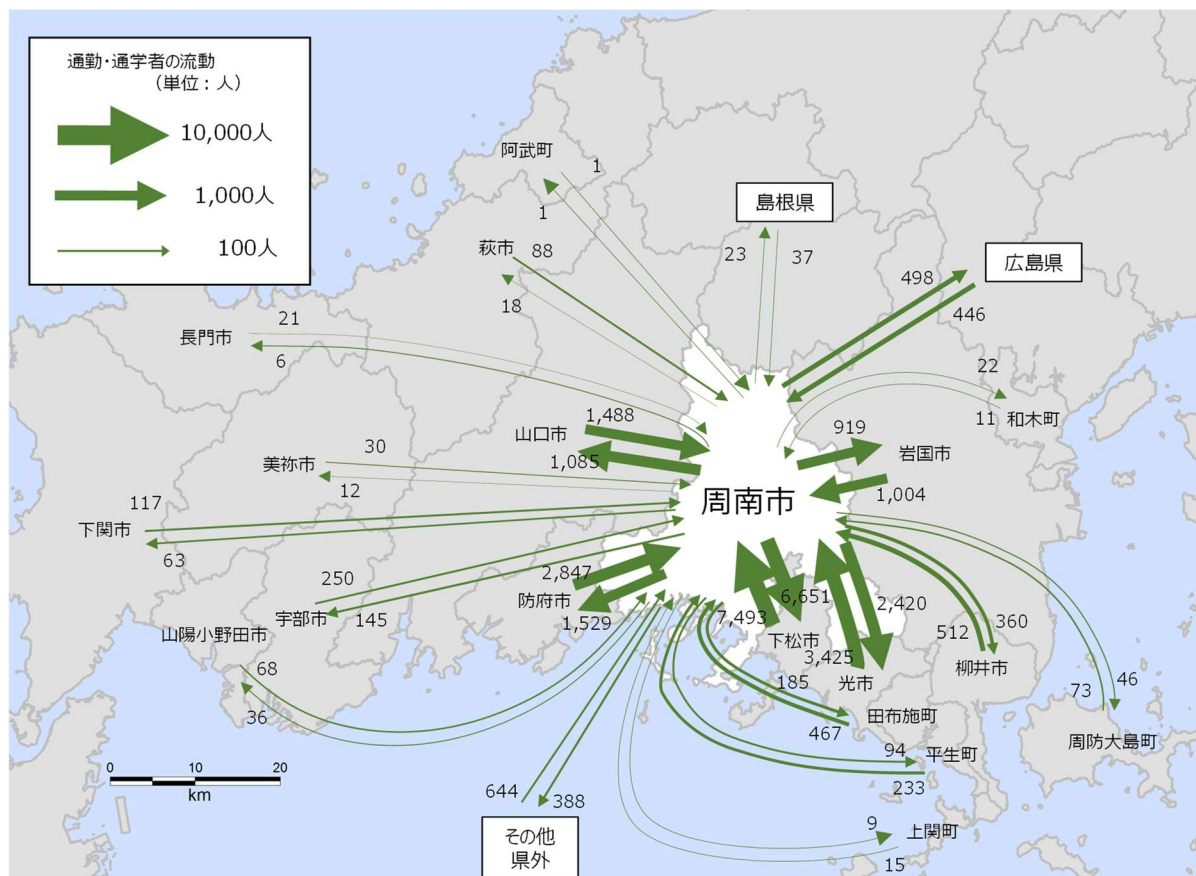 通勤・通学者の流動
（単位：人）
10,000人
1,000人
100人
阿武町
1
1
島根県
23
37
萩市
88
18
広島県
498
446
長門市
21
6
22
11
和木町
山口市
1,488
1,085
919
岩国市
1,004
美祢市
30
12
周南市
下関市
117
63
宇部市
250
145
2,847
防府市
1,529
7,493
6,651
下松市
3,425
2,420
光市
512
360
柳井市
山陽小野田市
68
36
185
467
田布施町
73
46
周防大島町
94
平生町
233
0
10
20
km
644
388
その他
県外
9
上関町
15